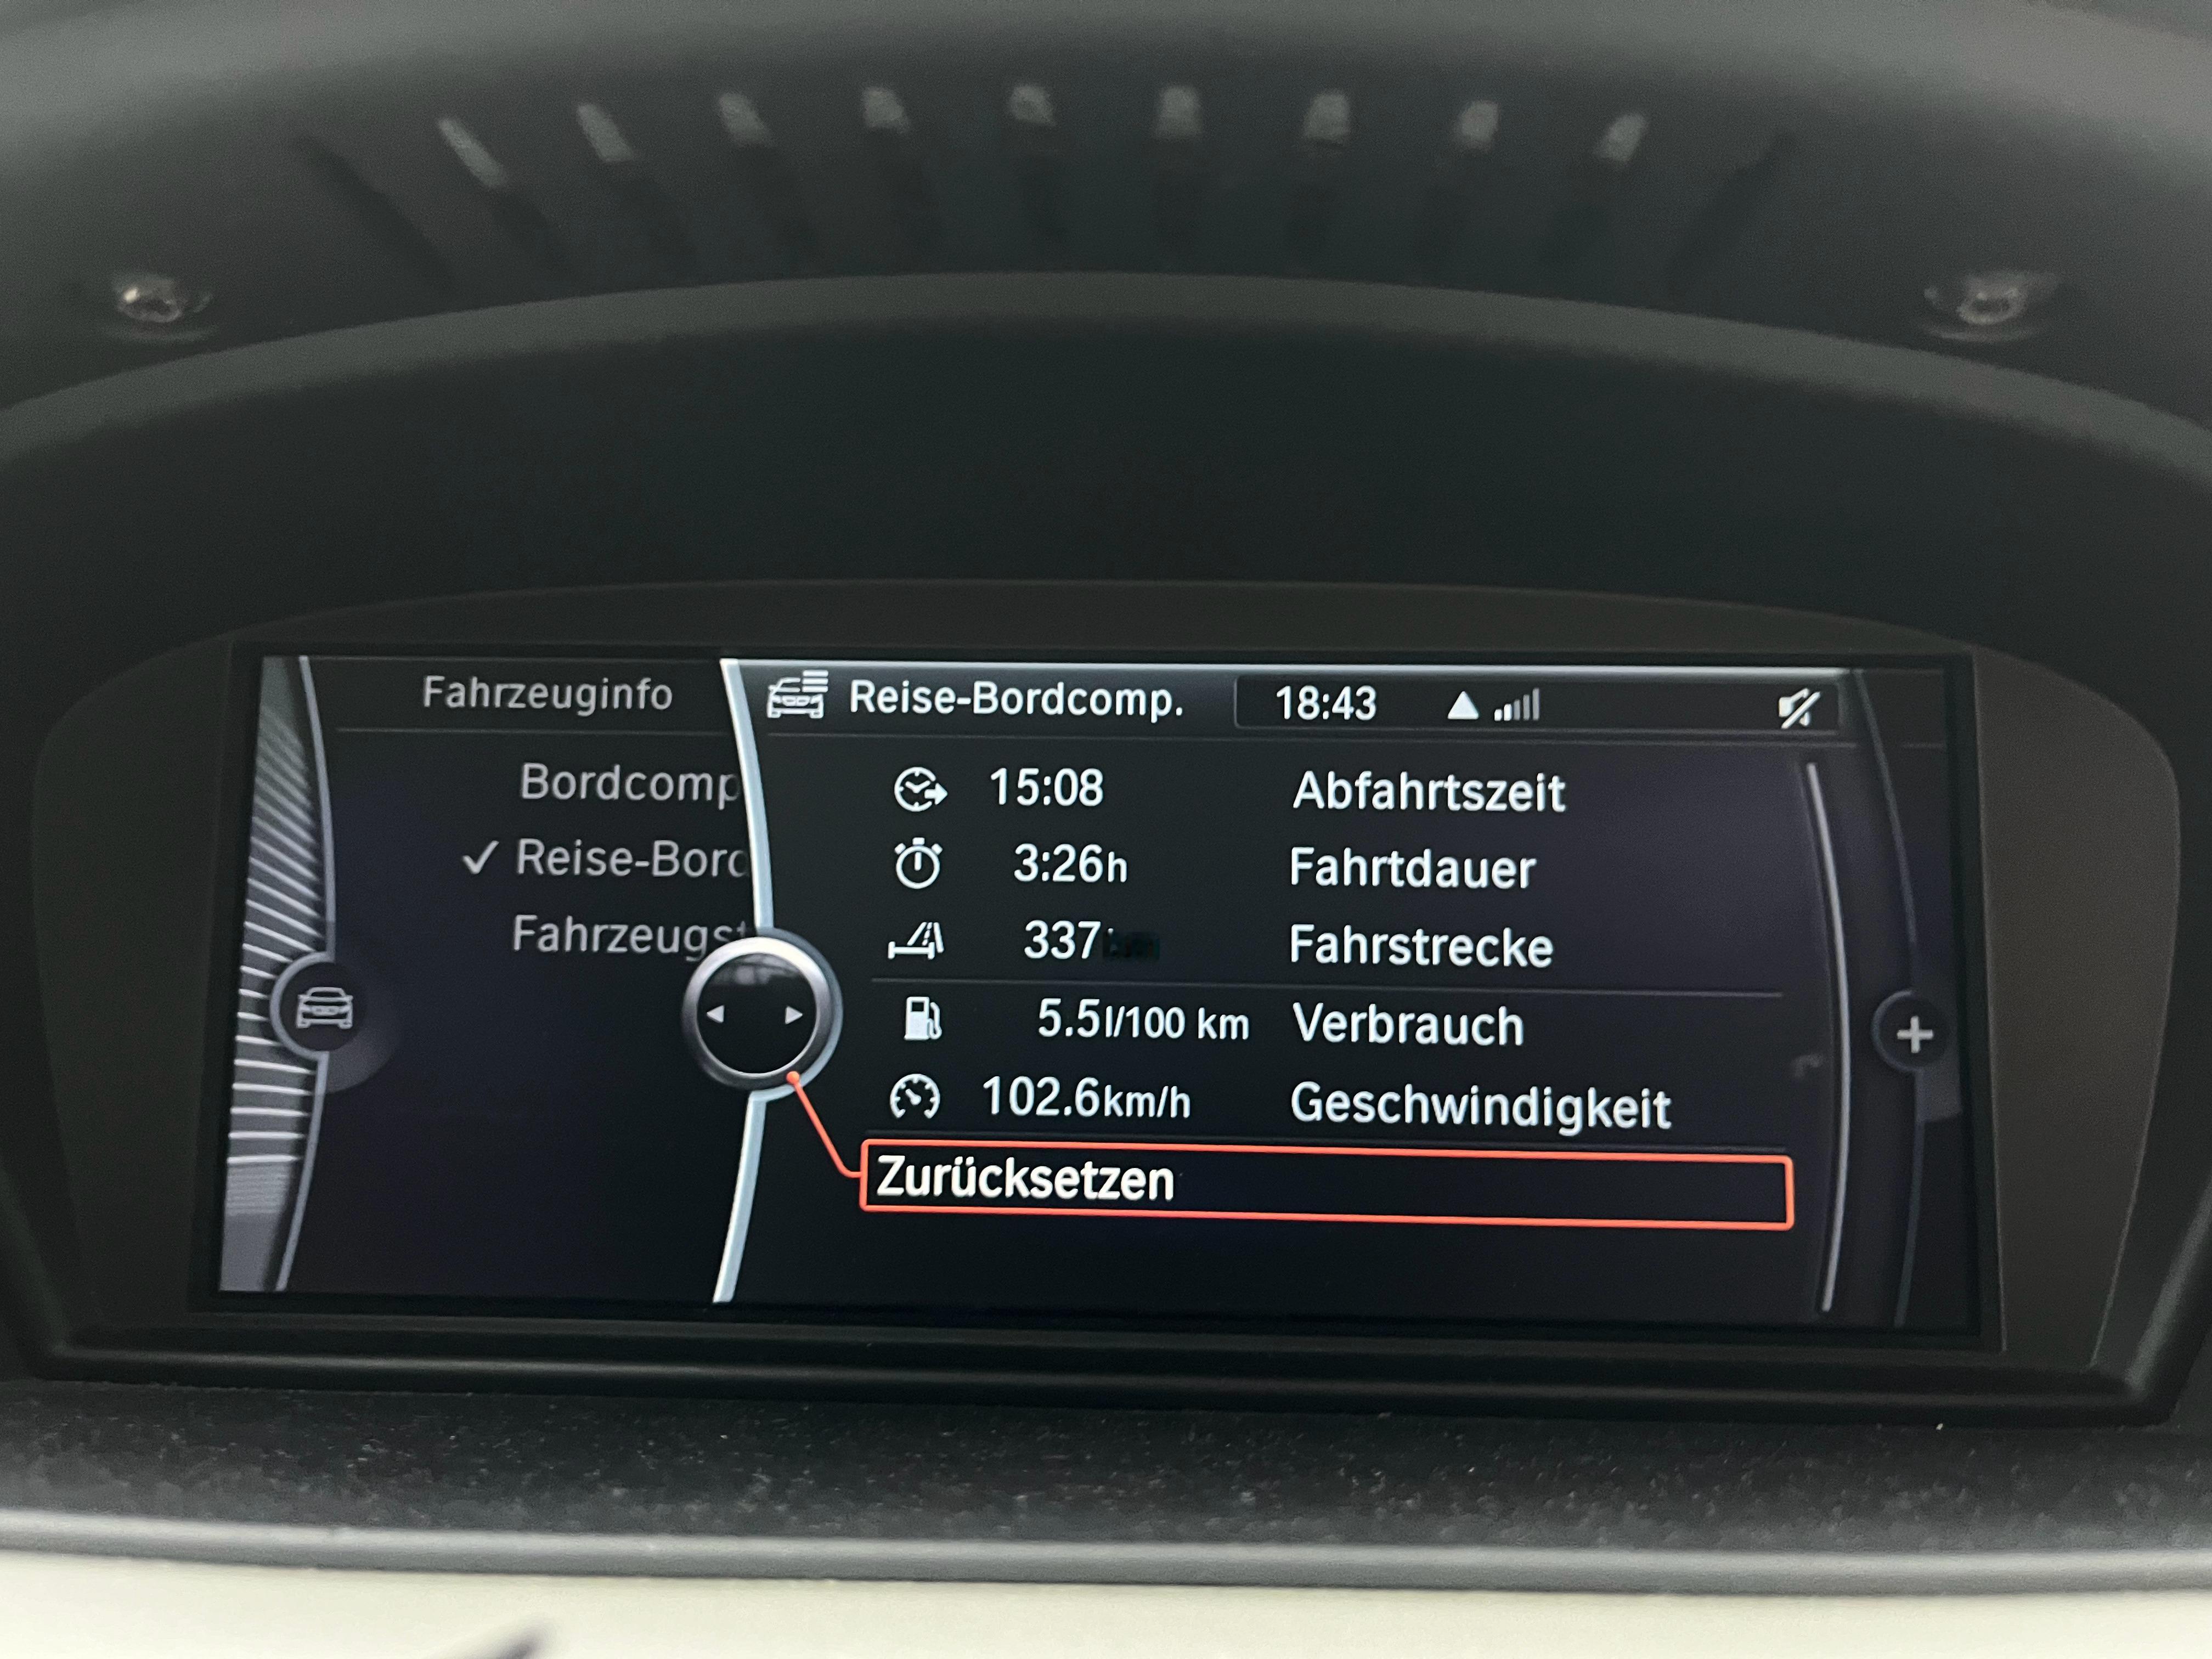 Fahrzeuginfo
Reise-Bordcomp.
18:43
Bordcomp
✓ Reise-Bord
Fahrzeugst
15:08 Abfahrtszeit
3:26h Fahrtdauer
337 Fahrstrecke
5.5l/100 km Verbrauch
102.6km/h Geschwindigkeit
Zurücksetzen
+